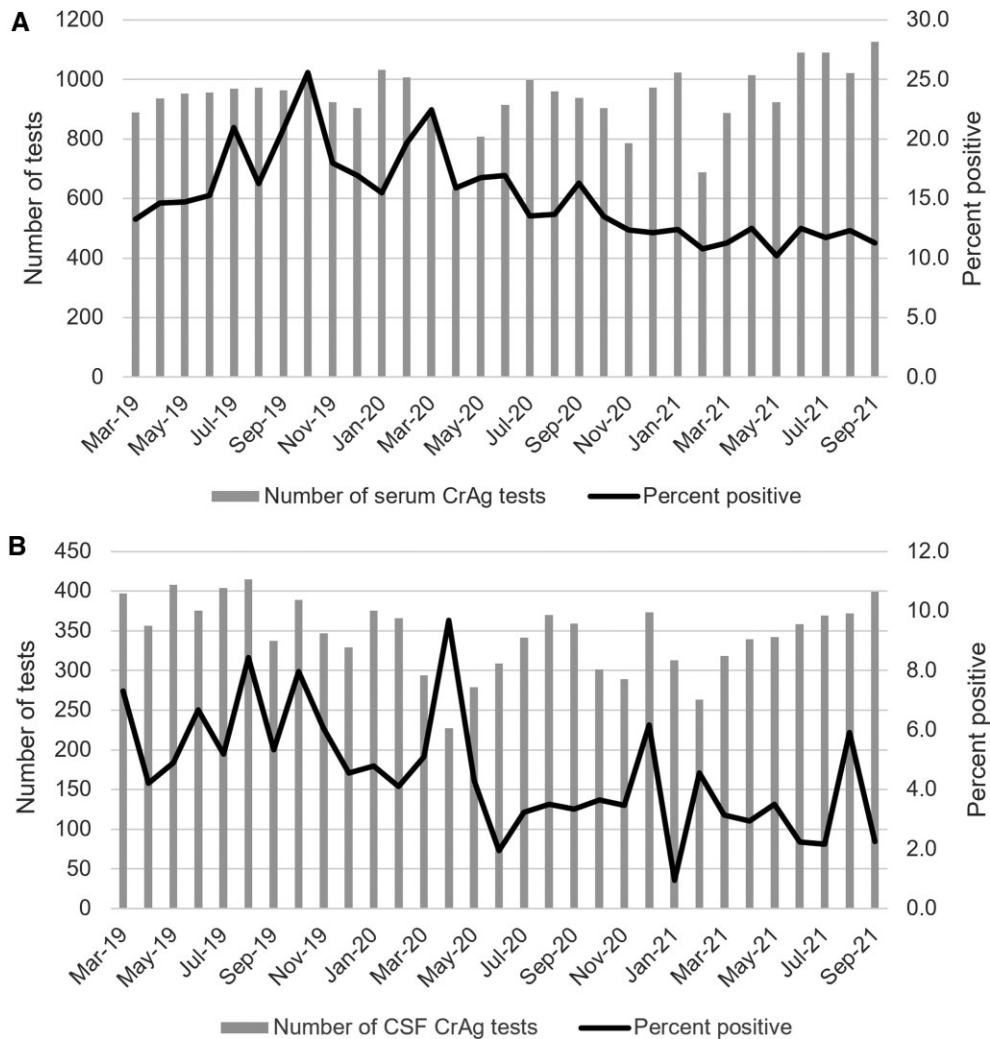 A
1200
1000
800
600
400
200
0
Number of tests
30.0
25.0
20.0
15.0
10.0
5.0
0.0
Percent positive
Mar-19
May-19
Jul-19
Sep-19
Nov-19
Jan-20
Mar-20
May-20
Jul-20
Sep-20
Nov-20
Jan-21
Mar-21
May-21
Jul-21
Sep-21
Number of serum CrAg tests
Percent positive
B
450
400
350
300
250
200
150
100
50
0
Number of tests
12.0
10.0
8.0
6.0
4.0
2.0
0.0
Percent positive
Mar-19
May-19
Jul-19
Sep-19
Nov-19
Jan-20
Mar-20
May-20
Jul-20
Sep-20
Nov-20
Jan-21
Mar-21
May-21
Jul-21
Sep-21
Number of CSF CrAg tests
Percent positive